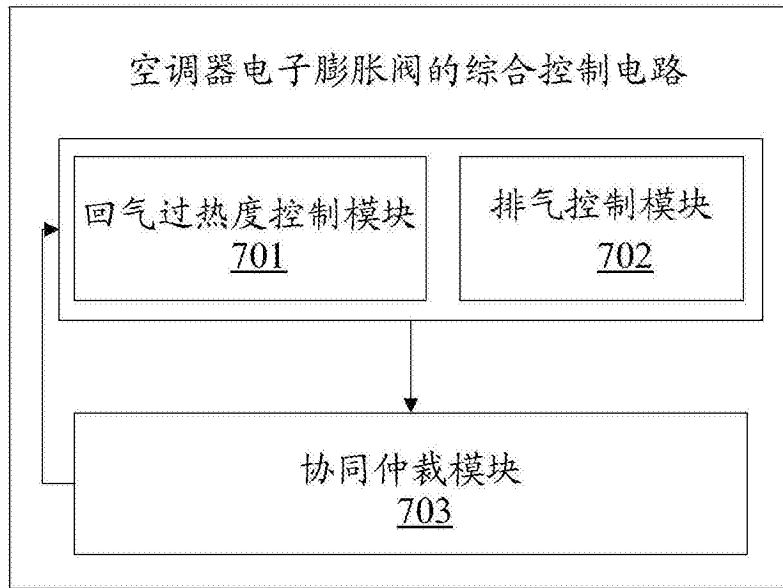 空调器电子膨胀阀的综合控制电路
回气过热度控制模块
701
排气控制模块
702
协同仲裁模块
703